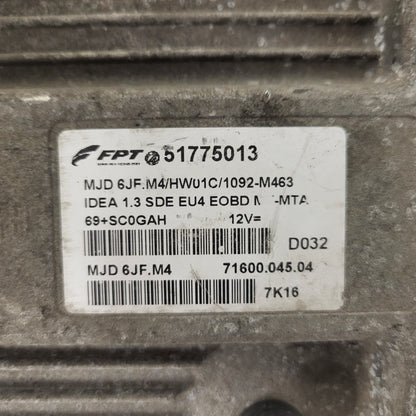 FPT 51775013
MJD 6JF.M4/HW01C/1092-M463
IDEA 1.3 SDE EU4 EOBD -MTA
69+SC0GAH 12V=
D032
MJD 6JF.M4 71600.045.04
7K16